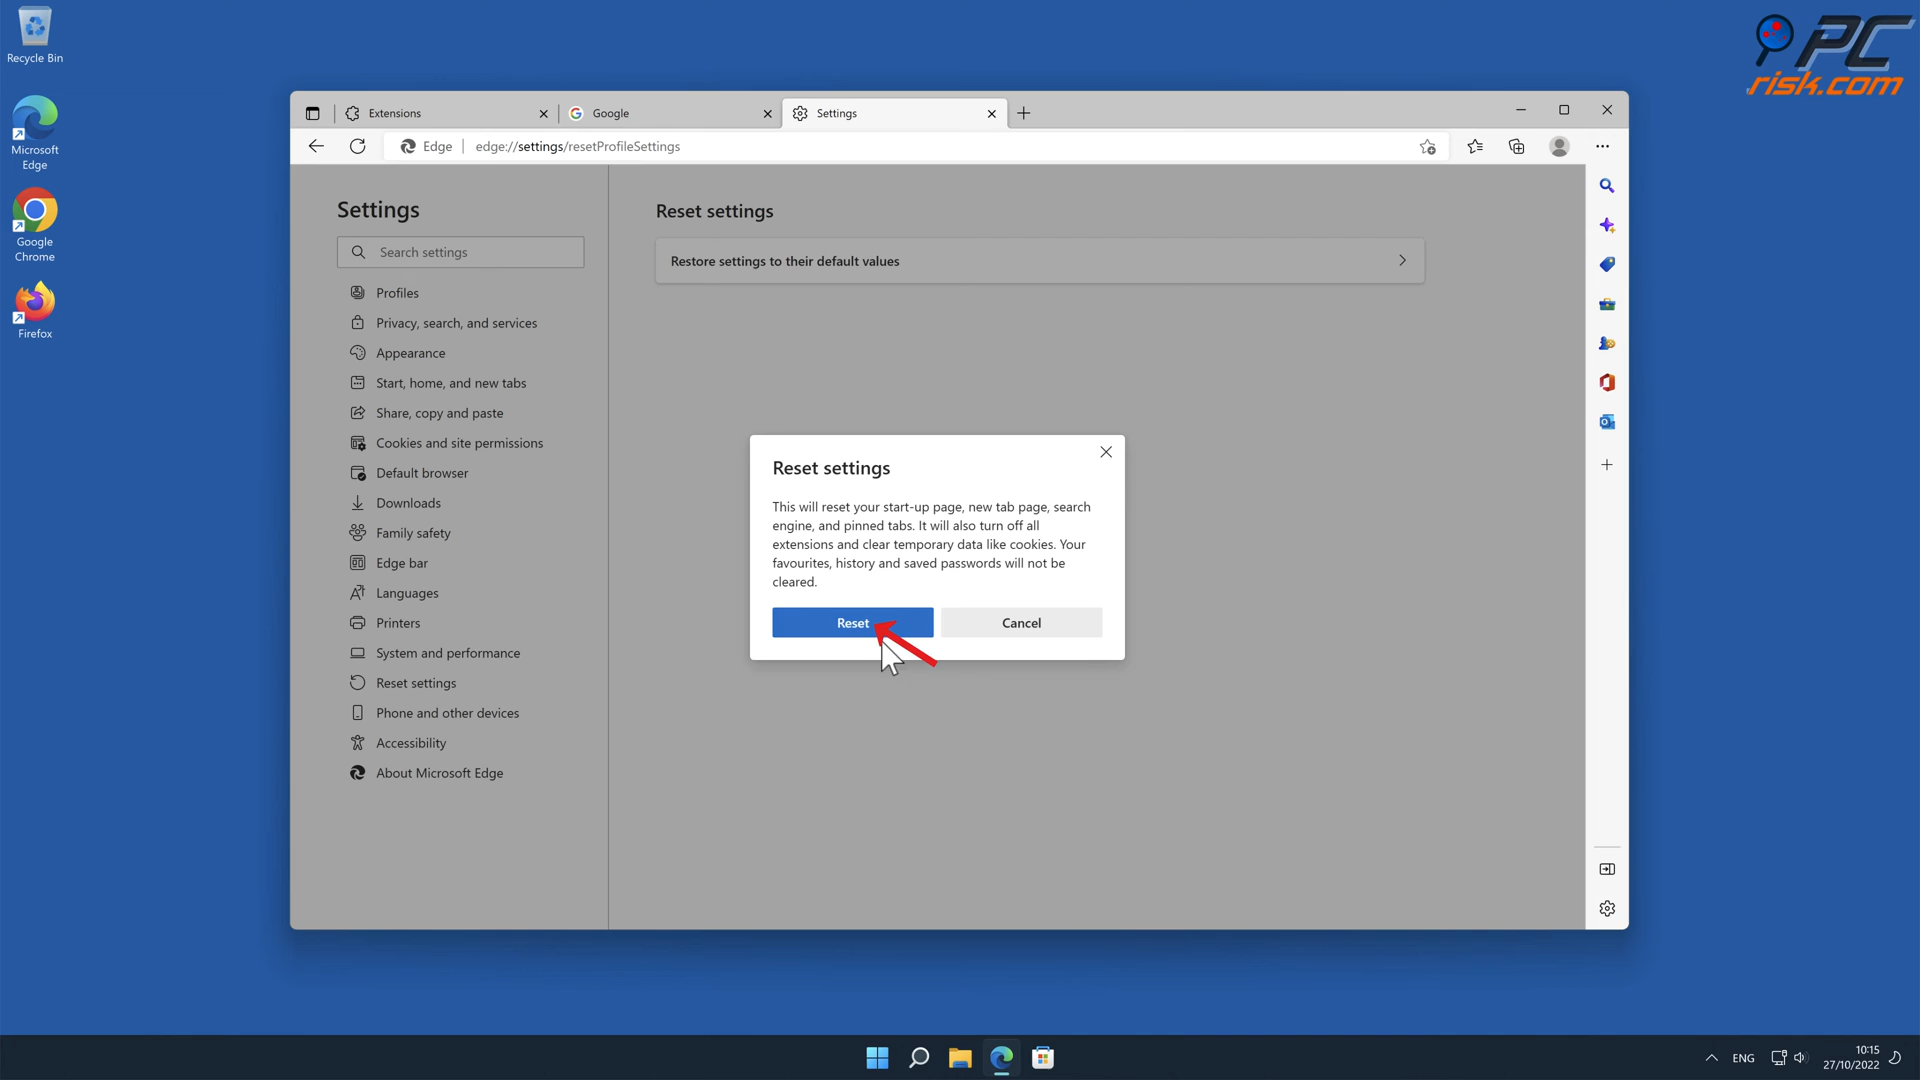 Recycle Bin
Microsoft
Edge
Google
Chrome
Firefox
PC
risk.com
Extensions
Google
Settings
Edge
edge://settings/resetProfileSettings
Settings
Search settings
Profiles
Privacy, search, and services
Appearance
Start, home, and new tabs
Share, copy and paste
Cookies and site permissions
Default browser
Downloads
Family safety
Edge bar
Languages
Printers
System and performance
Reset settings
Phone and other devices
Accessibility
About Microsoft Edge
Reset settings
Restore settings to their default values
Reset settings
This will reset your start-up page, new tab page, search
engine, and pinned tabs. It will also turn off all
extensions and clear temporary data like cookies. Your
favourites, history and saved passwords will not be
cleared.
Reset
Cancel
ENG
10:15
27/10/2022